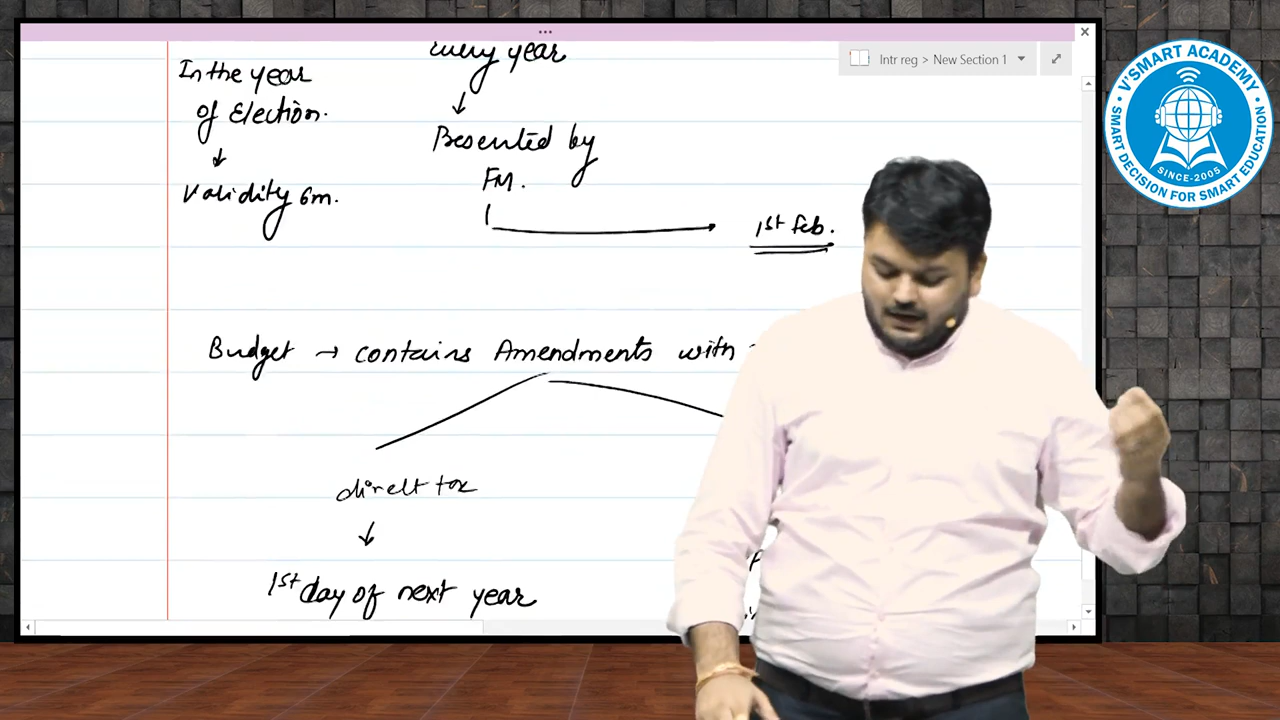 Every year
In the year
of Election.
↓
↓
Presented by
Validity 6m.
FM.
1st Feb.
Budget → contains Amendments with
direct tax
↓
1st day of next year
Intr reg > New Section 1
V'SMART ACADEMY
SMART DECISION FOR SMART EDUCATION
SINCE-2005